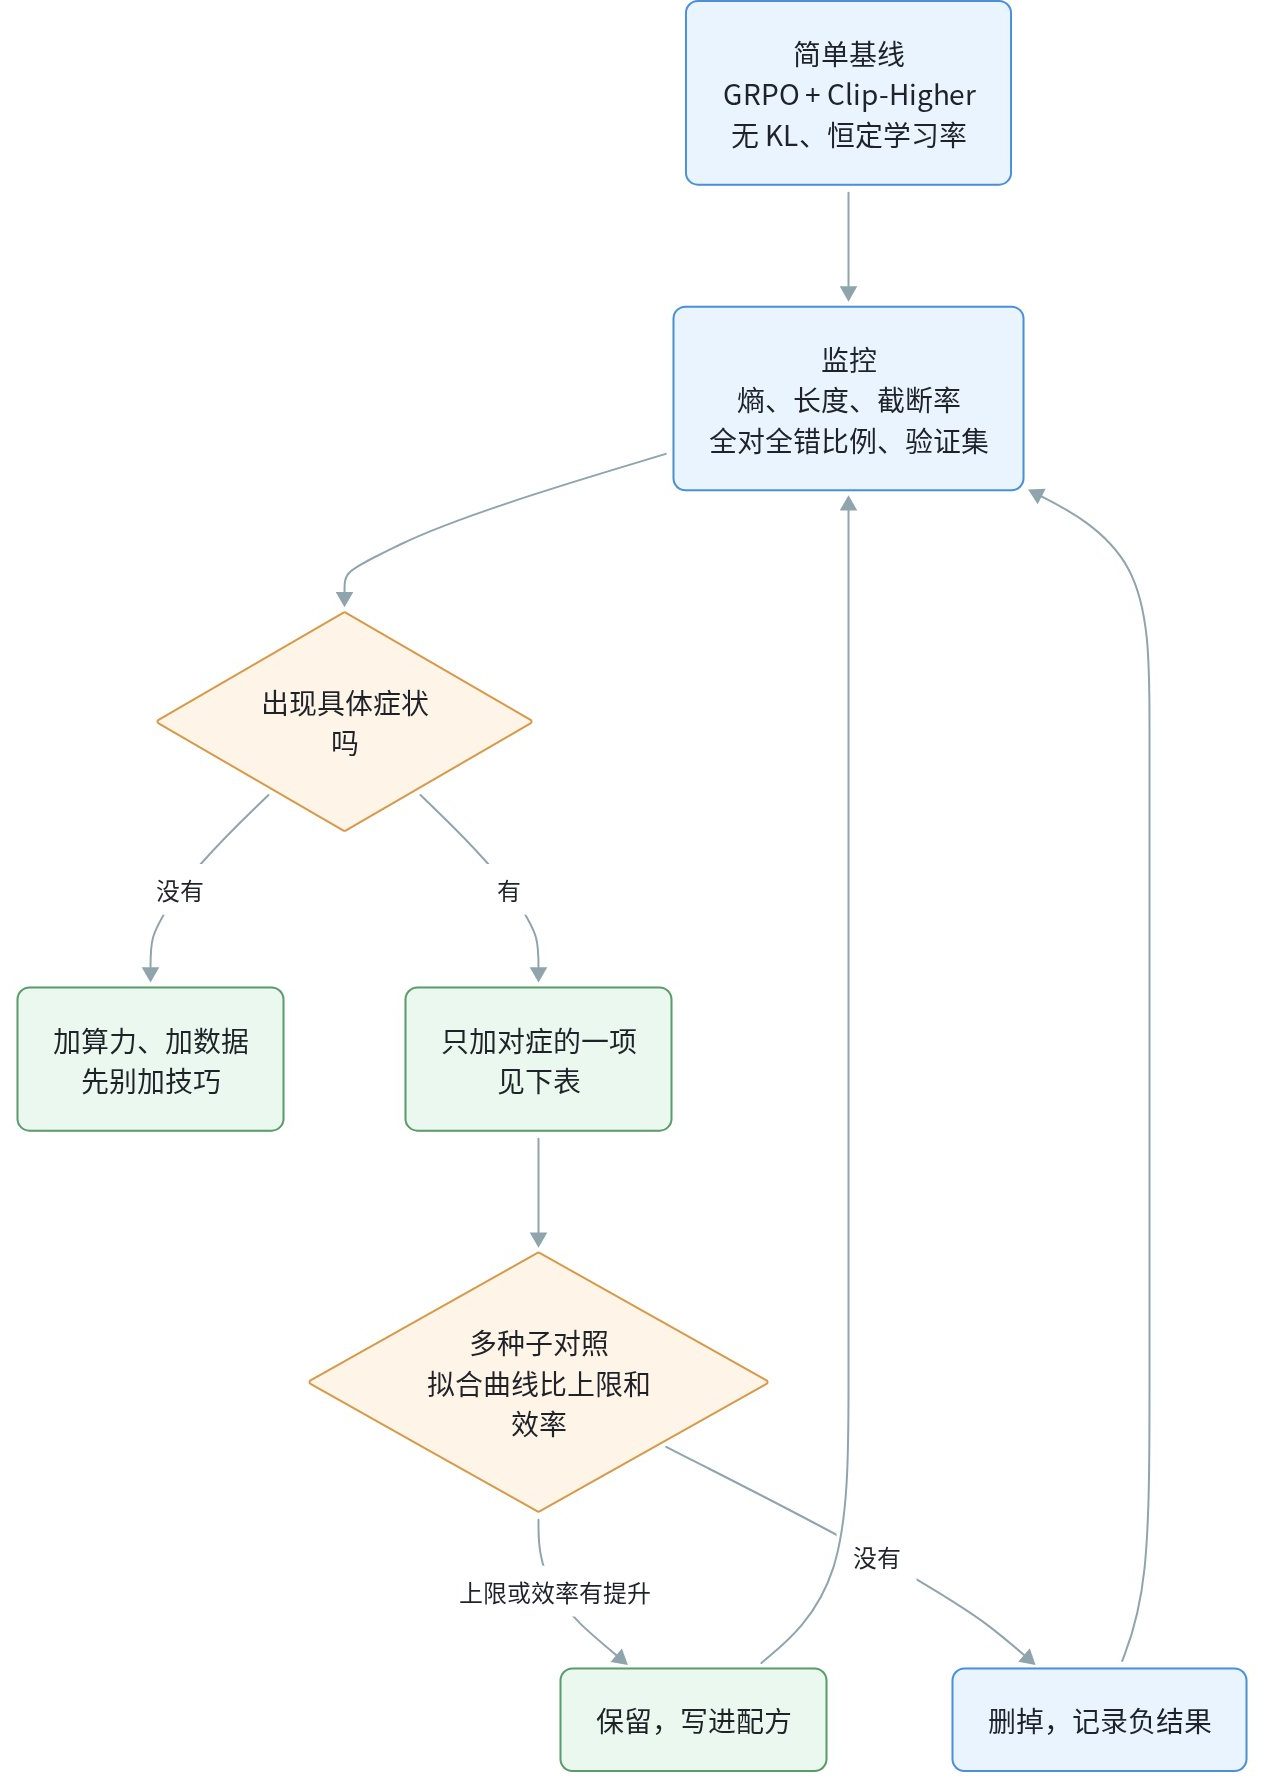 简单基线
GRPO + Clip-Higher
无 KL、恒定学习率
监控
熵、长度、截断率
全对全错比例、验证集
出现具体症状
吗
没有
有
加算力、加数据
先别加技巧
只加对症的一项
见下表
多种子对照
拟合曲线比上限和
效率
没有
上限或效率有提升
保留，写进配方
删掉，记录负结果